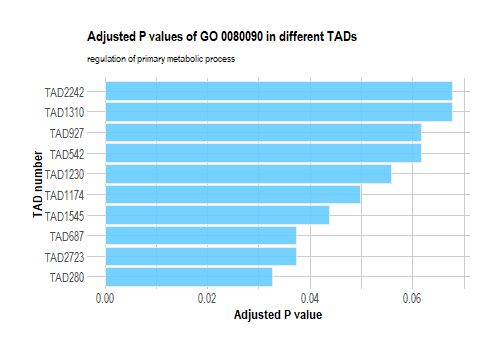 Adjusted P values of GO 0080090 in different TADs
regulation of primary metabolic process
TAD2242
TAD1310
TAD927
TAD542
TAD1230
TAD1174
TAD1545
TAD687
TAD2723
TAD280
TAD number
0.00 0.02 0.04 0.06
Adjusted P value